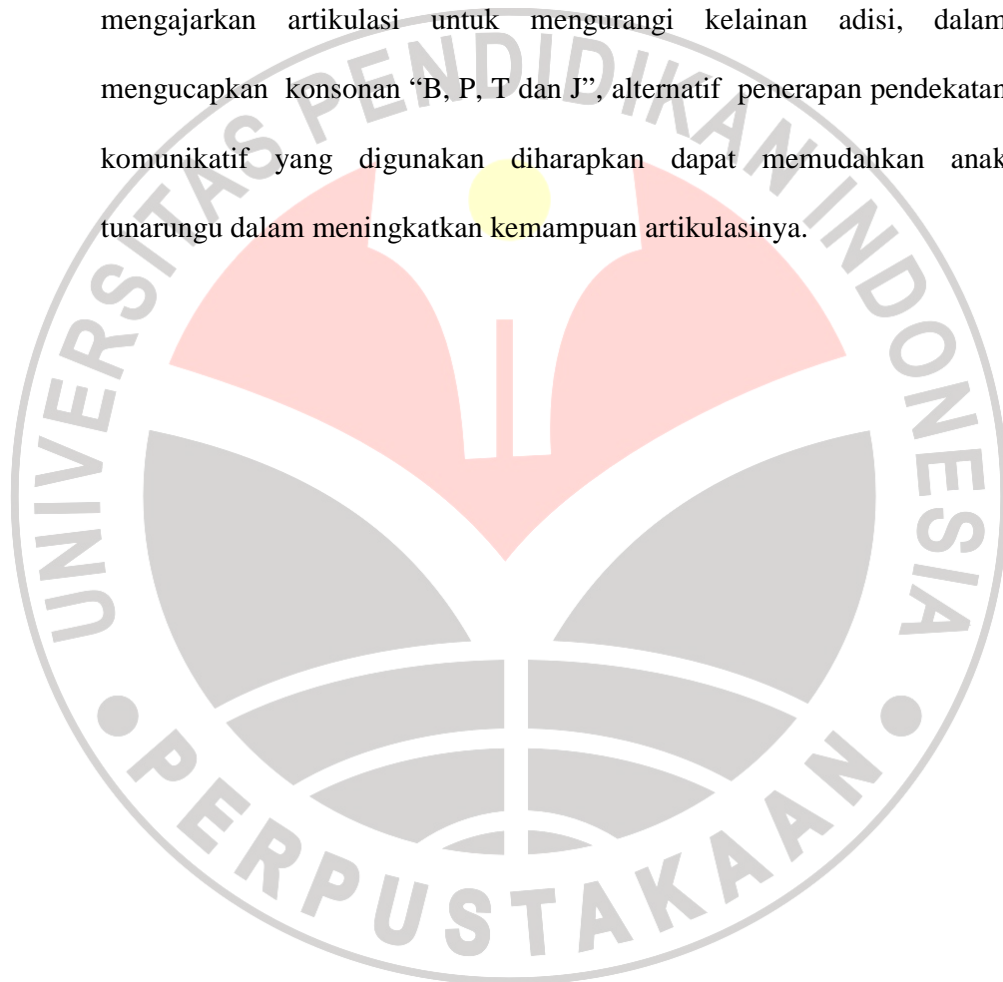 mengajarkan artikulasi untuk mengurangi kelainan adisi, dalam
mengucapkan konsonan “B, P, T dan J”, alternatif penerapan pendekatan
komunikatif yang digunakan diharapkan dapat memudahkan anak
tunarungu dalam meningkatkan kemampuan artikulasinya.
UNIVERSITAS PENDIDIKAN INDONESIA
PERPUSTAKAAN